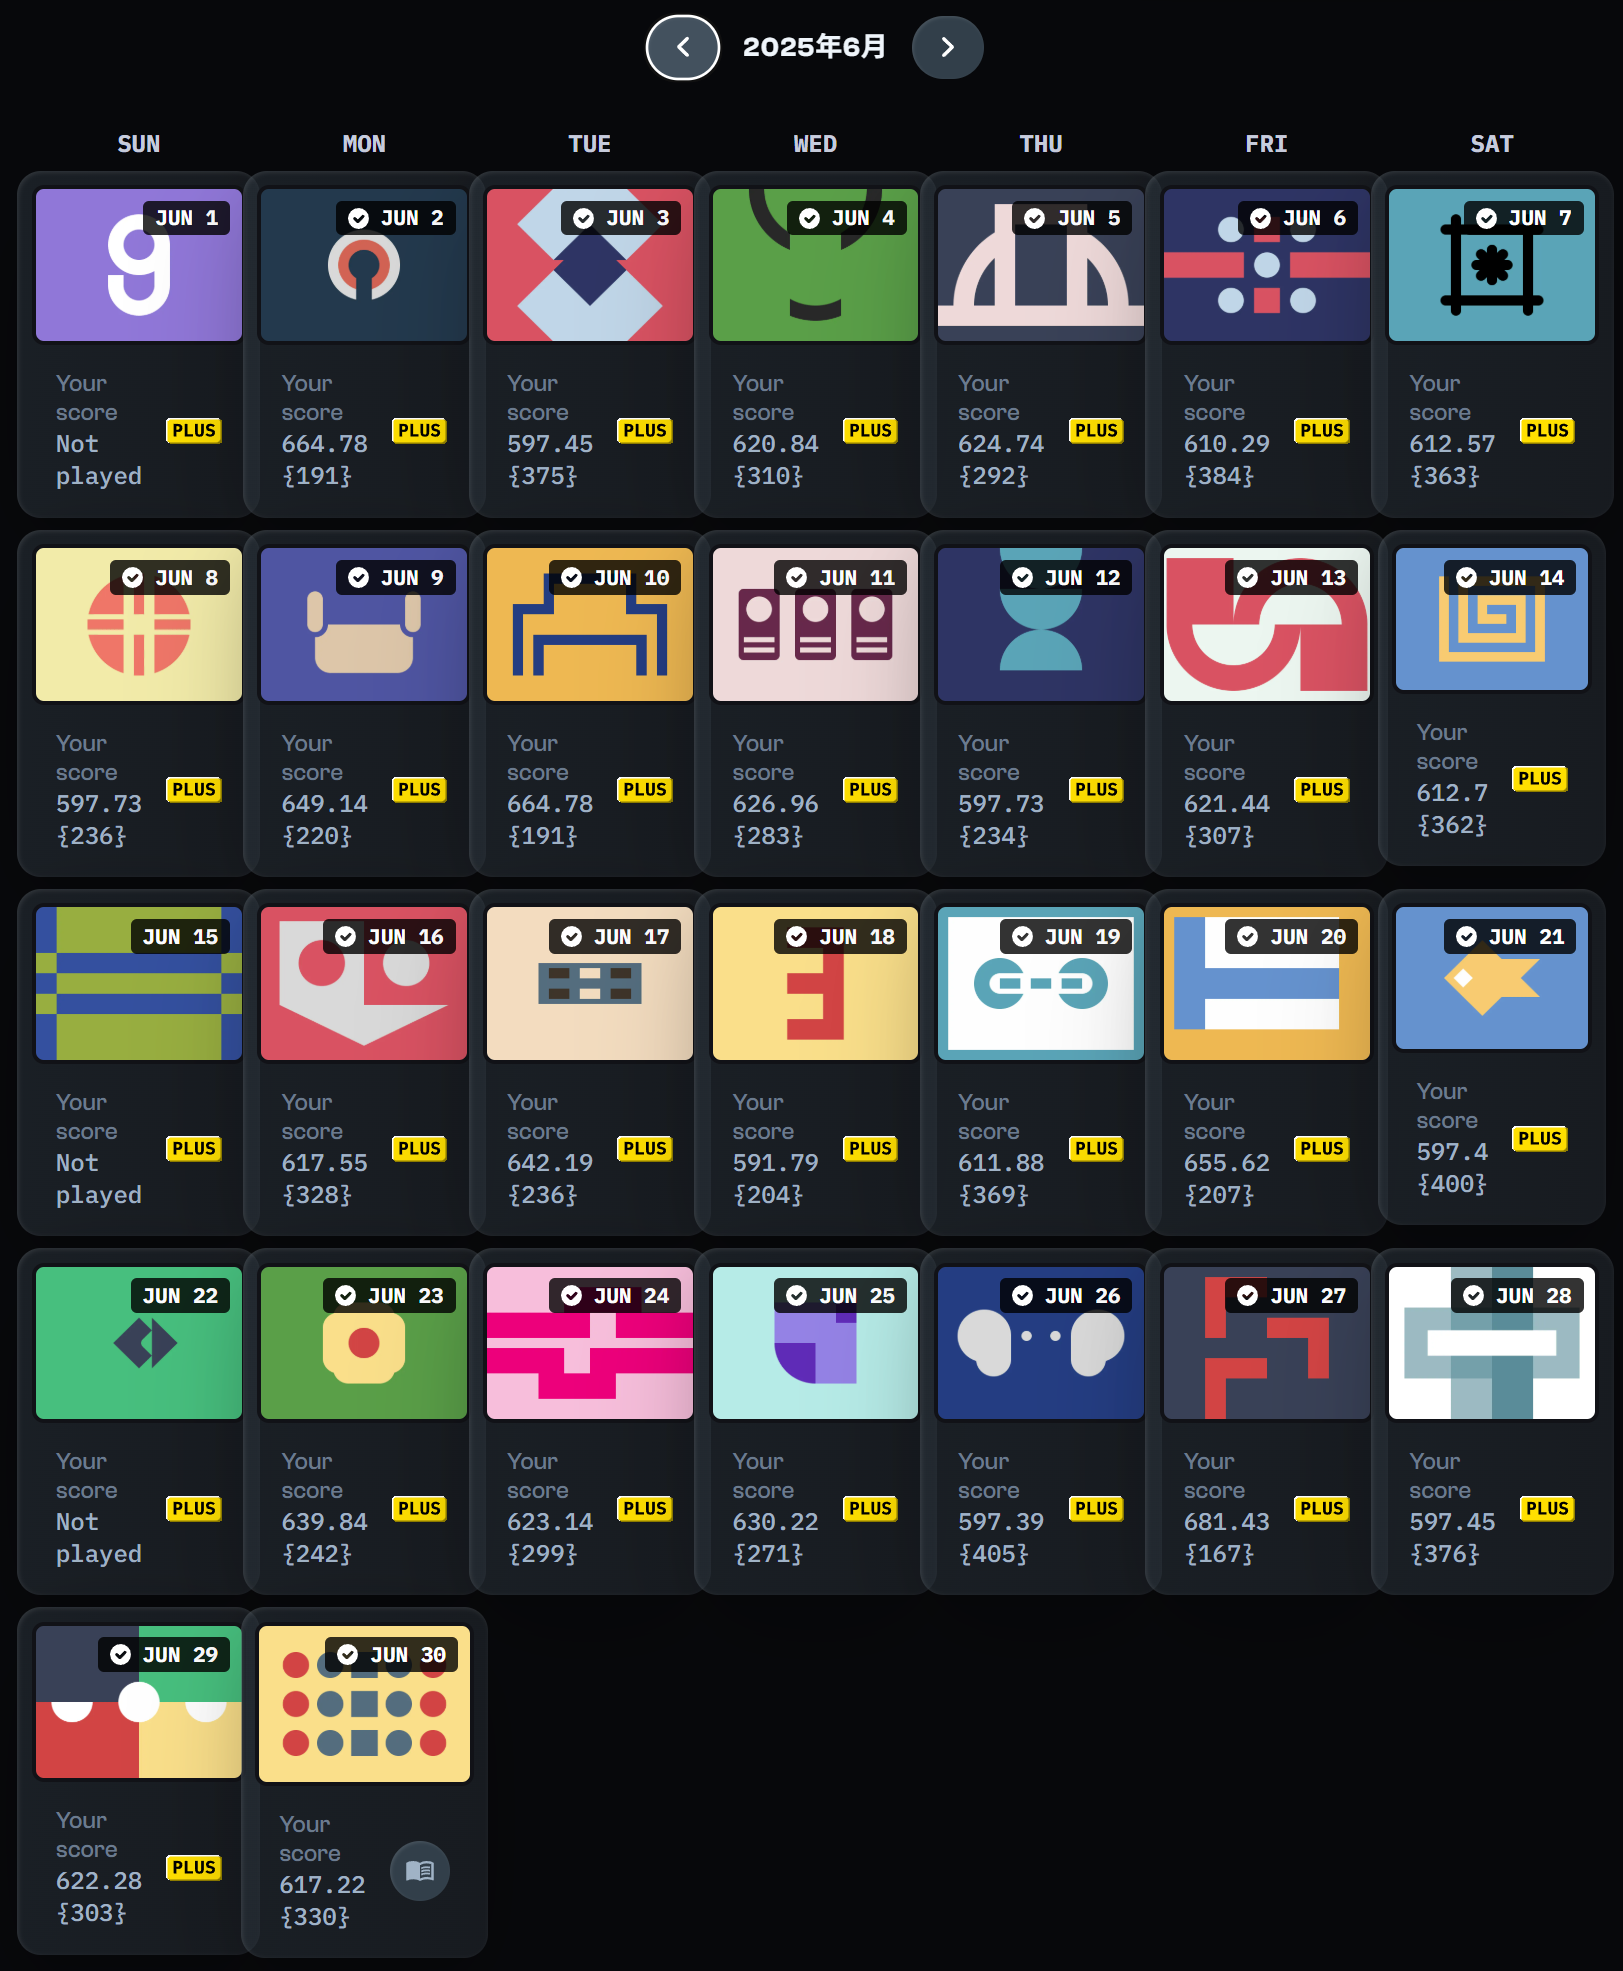 2025年6月
SUN MON TUE WED THU FRI SAT
JUN 1
Your
score
Not
played
PLUS
JUN 2
Your
score
664.78
{191}
PLUS
JUN 3
Your
score
597.45
{375}
PLUS
JUN 4
Your
score
620.84
{310}
PLUS
JUN 5
Your
score
624.74
{292}
PLUS
JUN 6
Your
score
610.29
{384}
PLUS
JUN 7
Your
score
612.57
{363}
PLUS
JUN 8
Your
score
597.73
{236}
PLUS
JUN 9
Your
score
649.14
{220}
PLUS
JUN 10
Your
score
664.78
{191}
PLUS
JUN 11
Your
score
626.96
{283}
PLUS
JUN 12
Your
score
597.73
{234}
PLUS
JUN 13
Your
score
621.44
{307}
PLUS
JUN 14
Your
score
612.7
{362}
PLUS
JUN 15
Your
score
Not
played
PLUS
JUN 16
Your
score
617.55
{328}
PLUS
JUN 17
Your
score
642.19
{236}
PLUS
JUN 18
Your
score
591.79
{204}
PLUS
JUN 19
Your
score
611.88
{369}
PLUS
JUN 20
Your
score
655.62
{207}
PLUS
JUN 21
Your
score
597.4
{400}
PLUS
JUN 22
Your
score
Not
played
PLUS
JUN 23
Your
score
639.84
{242}
PLUS
JUN 24
Your
score
623.14
{299}
PLUS
JUN 25
Your
score
630.22
{271}
PLUS
JUN 26
Your
score
597.39
{405}
PLUS
JUN 27
Your
score
681.43
{167}
PLUS
JUN 28
Your
score
597.45
{376}
PLUS
JUN 29
Your
score
622.28
{303}
PLUS
JUN 30
Your
score
617.22
{330}